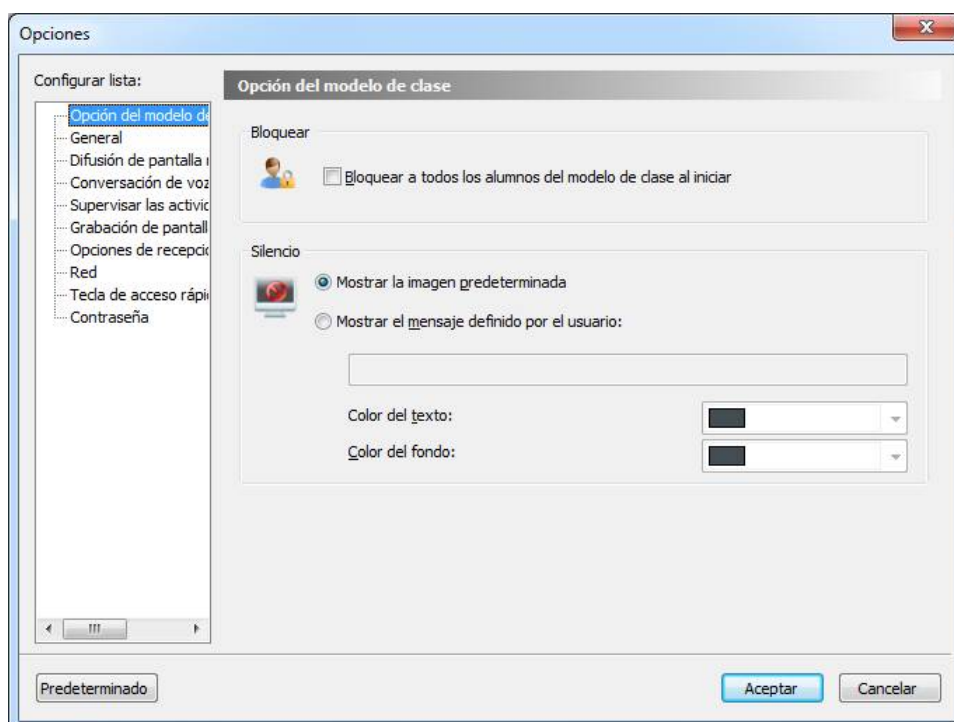 Opciones
Configurar lista:
Opción del modelo de
General
Difusión de pantalla
Conversación de voz
Supervisar las activid
Grabación de pantall
Opciones de recepció
Red
Tecla de acceso rápi
Contraseña
Opción del modelo de clase
Bloquear
Bloquear a todos los alumnos del modelo de clase al iniciar
Silencio
Mostrar la imagen predeterminada
Mostrar el mensaje definido por el usuario:
Color del texto:
Color del fondo:
Predeterminado
Aceptar
Cancelar